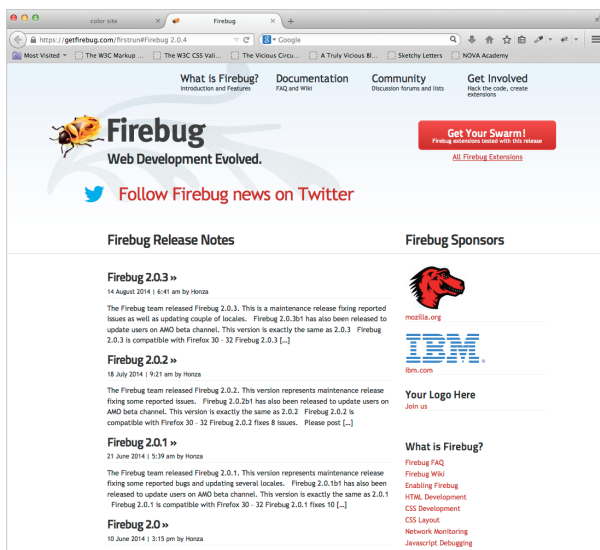 color site
Firebug
https://getfirebug.com/firstrun#Firebug 2.0.4
Google
Most Visited
The W3C Markup ...
The W3C CSS Vali...
The Vicious Circu...
A Truly Vicious Bl...
Sketchy Letters
NOVA Academy
What is Firebug?
Introduction and Features
Documentation
FAQ and Wiki
Community
Discussion forums and lists
Get Involved
Hack the code, create
extensions
Firebug
Web Development Evolved.
Get Your Swarm!
Firebug extensions tested with this release
All Firebug Extensions
Follow Firebug news on Twitter
Firebug Release Notes
Firebug 2.0.3 »
14 August 2014 | 6:41 am by Honza
The Firebug team released Firebug 2.0.3. This is a maintenance release fixing reported
issues as well as updating couple of locales. Firebug 2.0.3b1 has also been released to
update users on AMO beta channel. This version is exactly the same as 2.0.3 Firebug
2.0.3 is compatible with Firefox 30 – 32 Firebug 2.0.3 [...]
Firebug 2.0.2 »
18 July 2014 | 9:21 am by Honza
The Firebug team released Firebug 2.0.2. This version represents maintenance release
fixing some reported issues. Firebug 2.0.2b1 has also been released to update users on
AMO beta channel. This version is exactly the same as 2.0.2 Firebug 2.0.2 is
compatible with Firefox 30 – 32 Firebug 2.0.2 fixes 8 issues. Please post [...]
Firebug 2.0.1 »
21 June 2014 | 5:39 am by Honza
The Firebug team released Firebug 2.0.1. This version represents maintenance release
fixing some reported bugs and updating several locales. Firebug 2.0.1b1 has also been
released to update users on AMO beta channel. This version is exactly the same as 2.0.1
Firebug 2.0.1 is compatible with Firefox 30 – 32 Firebug 2.0.1 fixes 10 [...]
Firebug 2.0 »
10 June 2014 | 3:15 pm by Honza
Firebug Sponsors
mozilla.org
IBM
ibm.com
Your Logo Here
Join us
What is Firebug?
Firebug FAQ
Firebug Wiki
Enabling Firebug
HTML Development
CSS Development
CSS Layout
Network Monitoring
Javascript Debugging